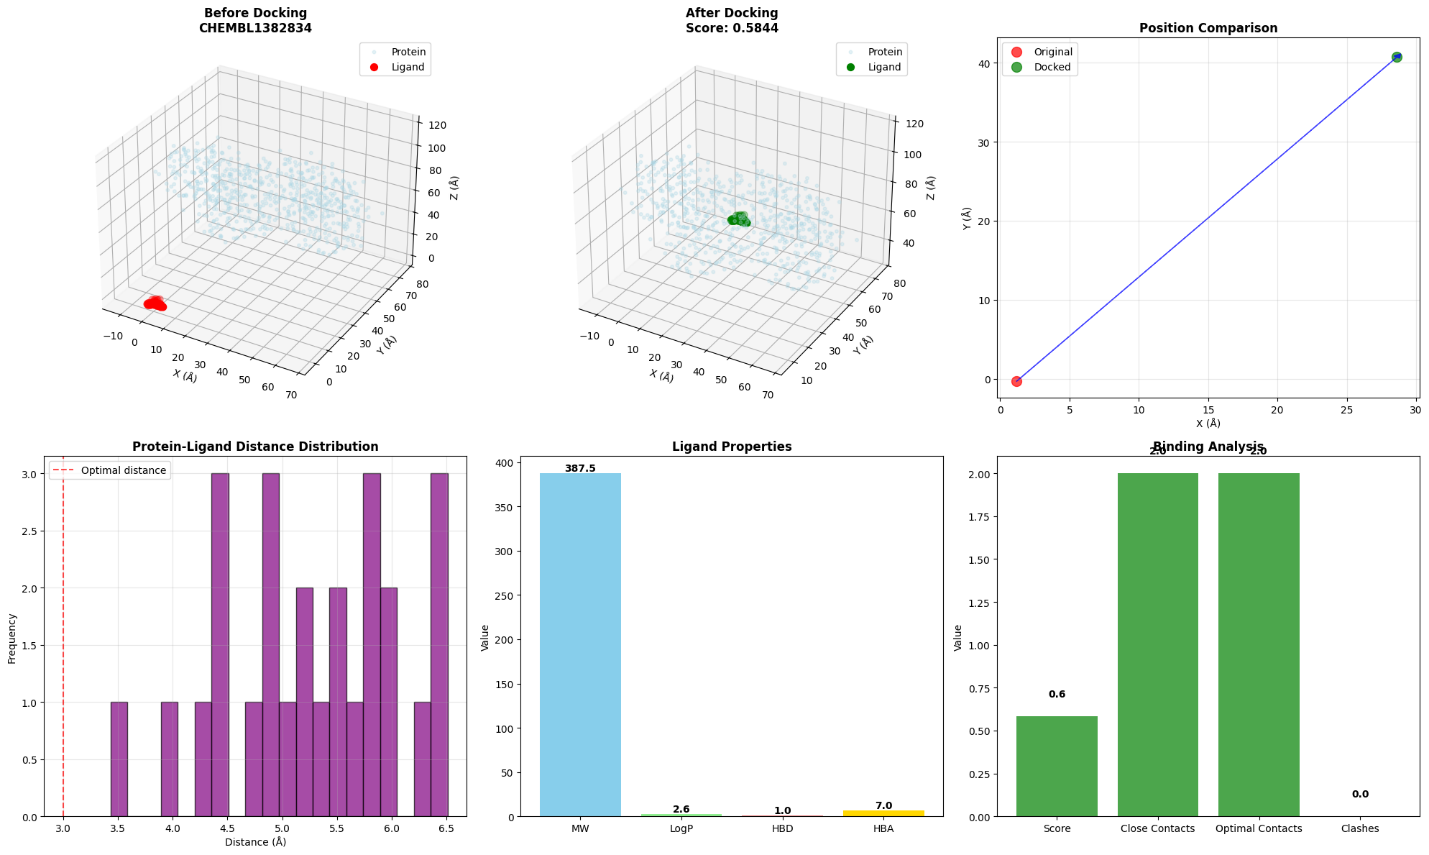 Before Docking
CHEMBL1382834
Protein
Ligand
120
100
80
60
40
20
0
Z (Å)
80
70
60
50
40
30
20
10
0
Y (Å)
−10
0
10
20
30
40
50
60
70
X (Å)
After Docking
Score: 0.5844
Protein
Ligand
120
100
80
60
40
Z (Å)
80
70
60
50
40
30
20
10
Y (Å)
−10
0
10
20
30
40
50
60
70
X (Å)
Position Comparison
Original
Docked
40
30
20
10
0
Y (Å)
0
5
10
15
20
25
30
X (Å)
Protein-Ligand Distance Distribution
Optimal distance
3.0
2.5
2.0
1.5
1.0
0.5
0.0
Frequency
3.0
3.5
4.0
4.5
5.0
5.5
6.0
6.5
Distance (Å)
Ligand Properties
400
350
300
250
200
150
100
50
0
Value
387.5
2.6
1.0
7.0
MW
LogP
HBD
HBA
Binding Analysis
2.00
1.75
1.50
1.25
1.00
0.75
0.50
0.25
0.00
Value
0.6
2.0
2.0
0.0
Score
Close Contacts
Optimal Contacts
Clashes